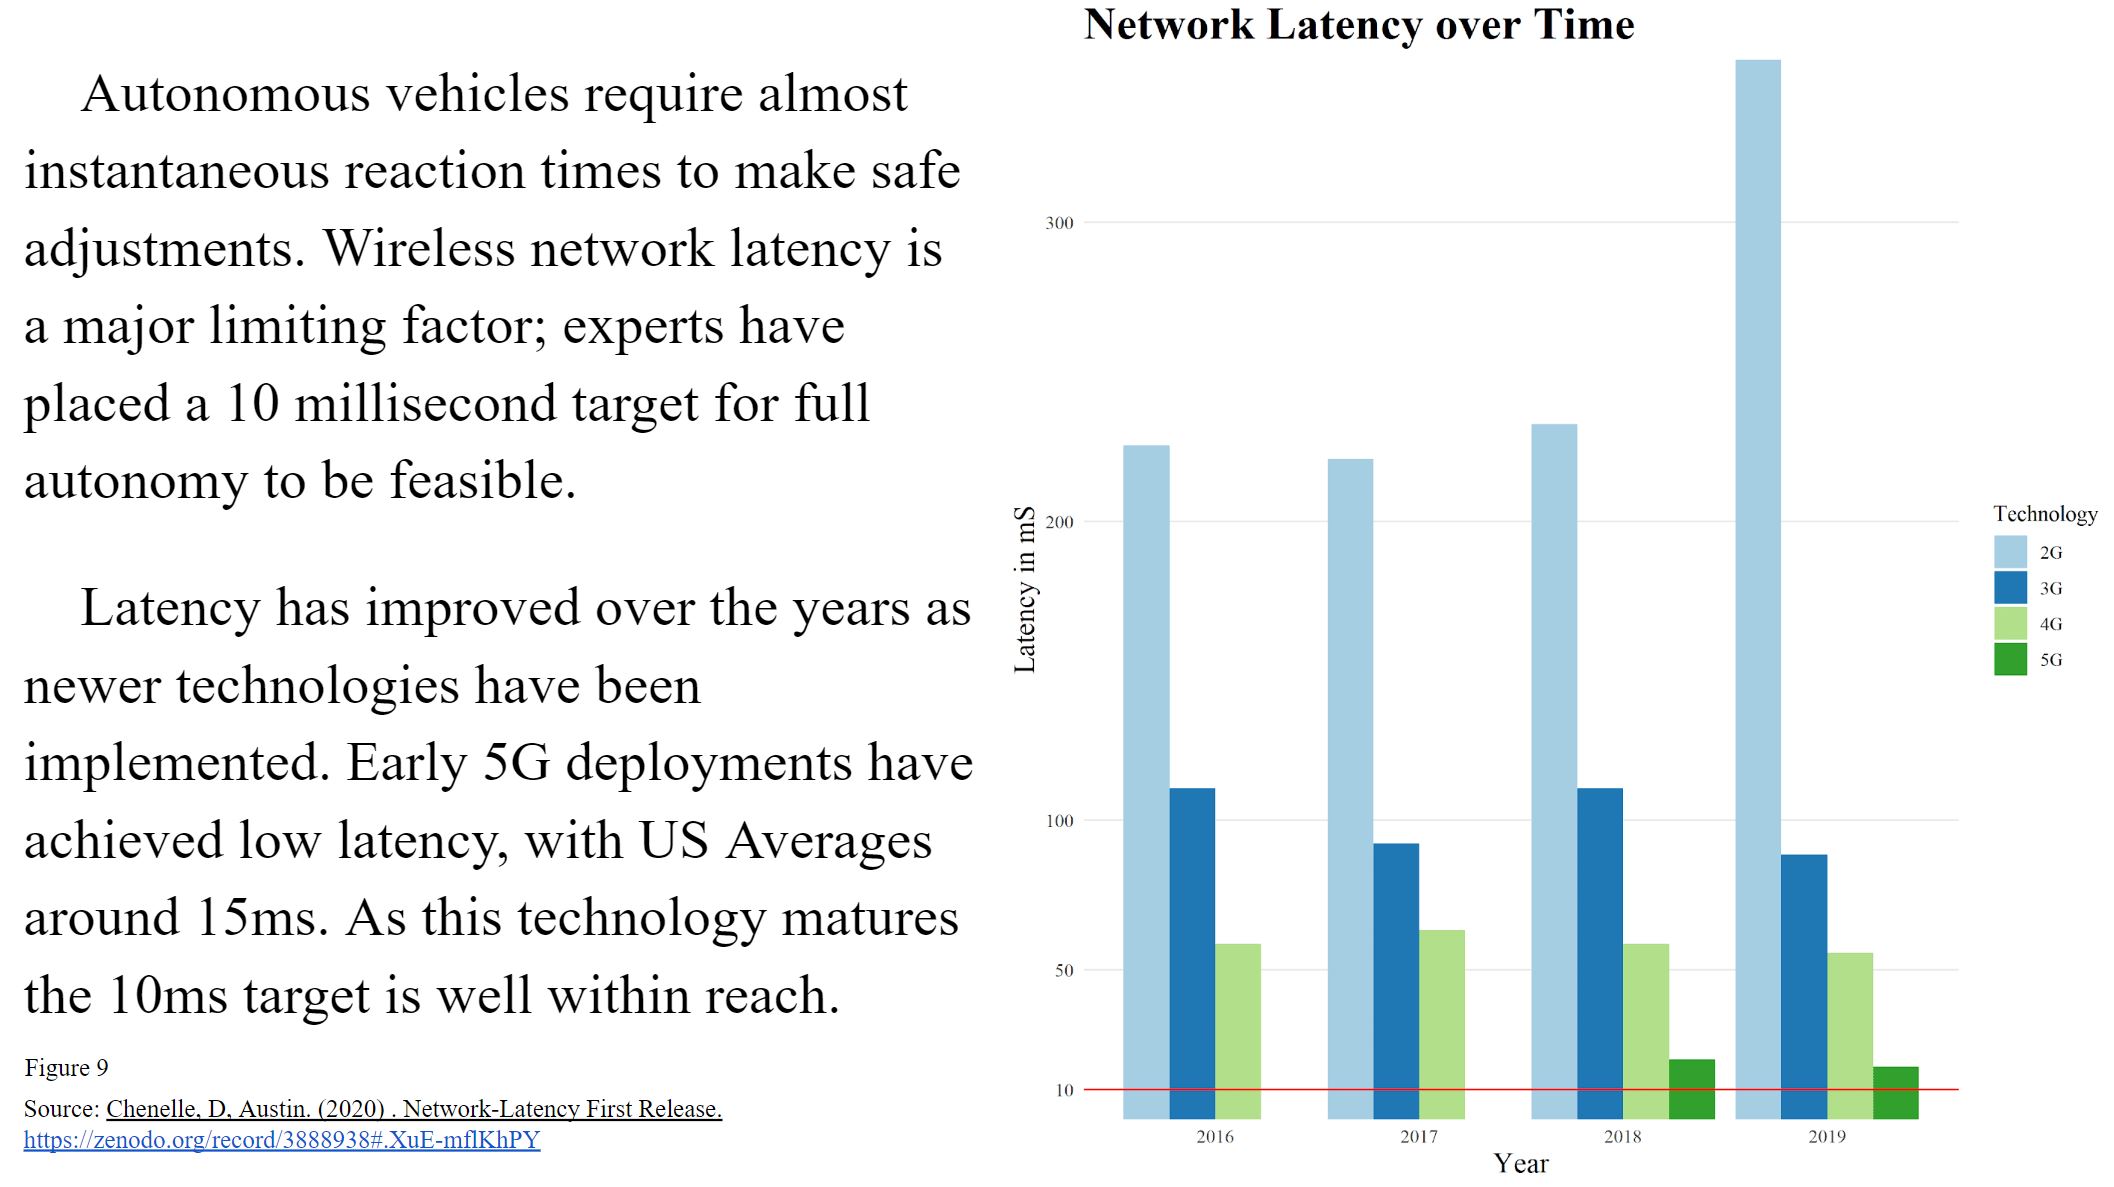 Network Latency over Time
Autonomous vehicles require almost
instantaneous reaction times to make safe
adjustments. Wireless network latency is
a major limiting factor; experts have
placed a 10 millisecond target for full
autonomy to be feasible.
Latency has improved over the years as
newer technologies have been
implemented. Early 5G deployments have
achieved low latency, with US Averages
around 15ms. As this technology matures
the 10ms target is well within reach.
Figure 9
Source: Chenelle, D, Austin. (2020) . Network-Latency First Release.
https://zenodo.org/record/3888938#.XuE-mflKhPY
Latency in mS
300
200
100
50
10
2016
2017
2018
2019
Year
Technology
2G
3G
4G
5G